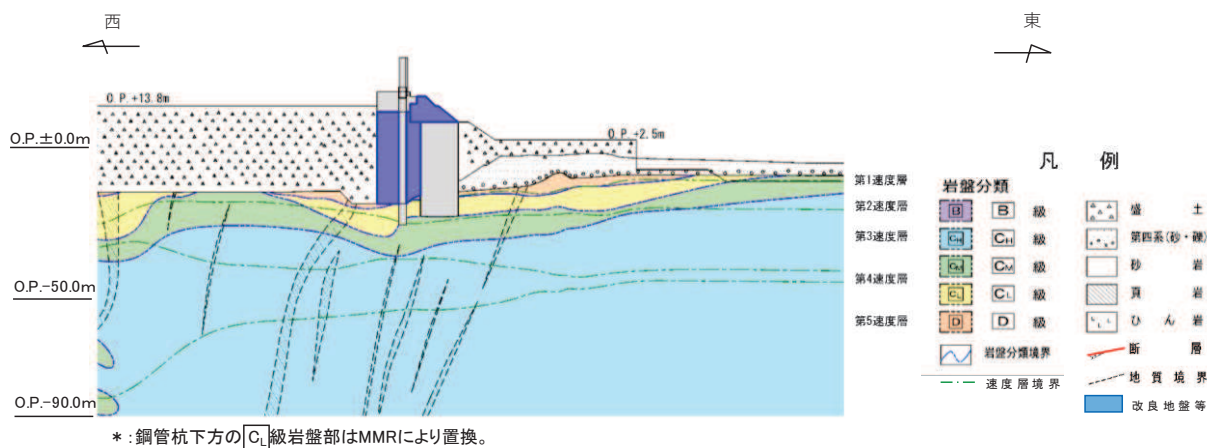 西
東
O.P.+13.8m
O.P.±0.0m
O.P.+2.5m
凡 例
第1速度層
第2速度層
第3速度層
第4速度層
第5速度層
岩盤分類
B B 級
CH CH 級
CM CM 級
CL CL 級
D D 級
岩盤分類境界
速度層境界
盛 土
第四系(砂・礫)
砂 岩
頁 岩
ひ ん 岩
断 層
地 質 境 界
改 良 地 盤 等
O.P.-50.0m
O.P.-90.0m
*:鋼管杭下方のCL級岩盤部はMMRにより置換。